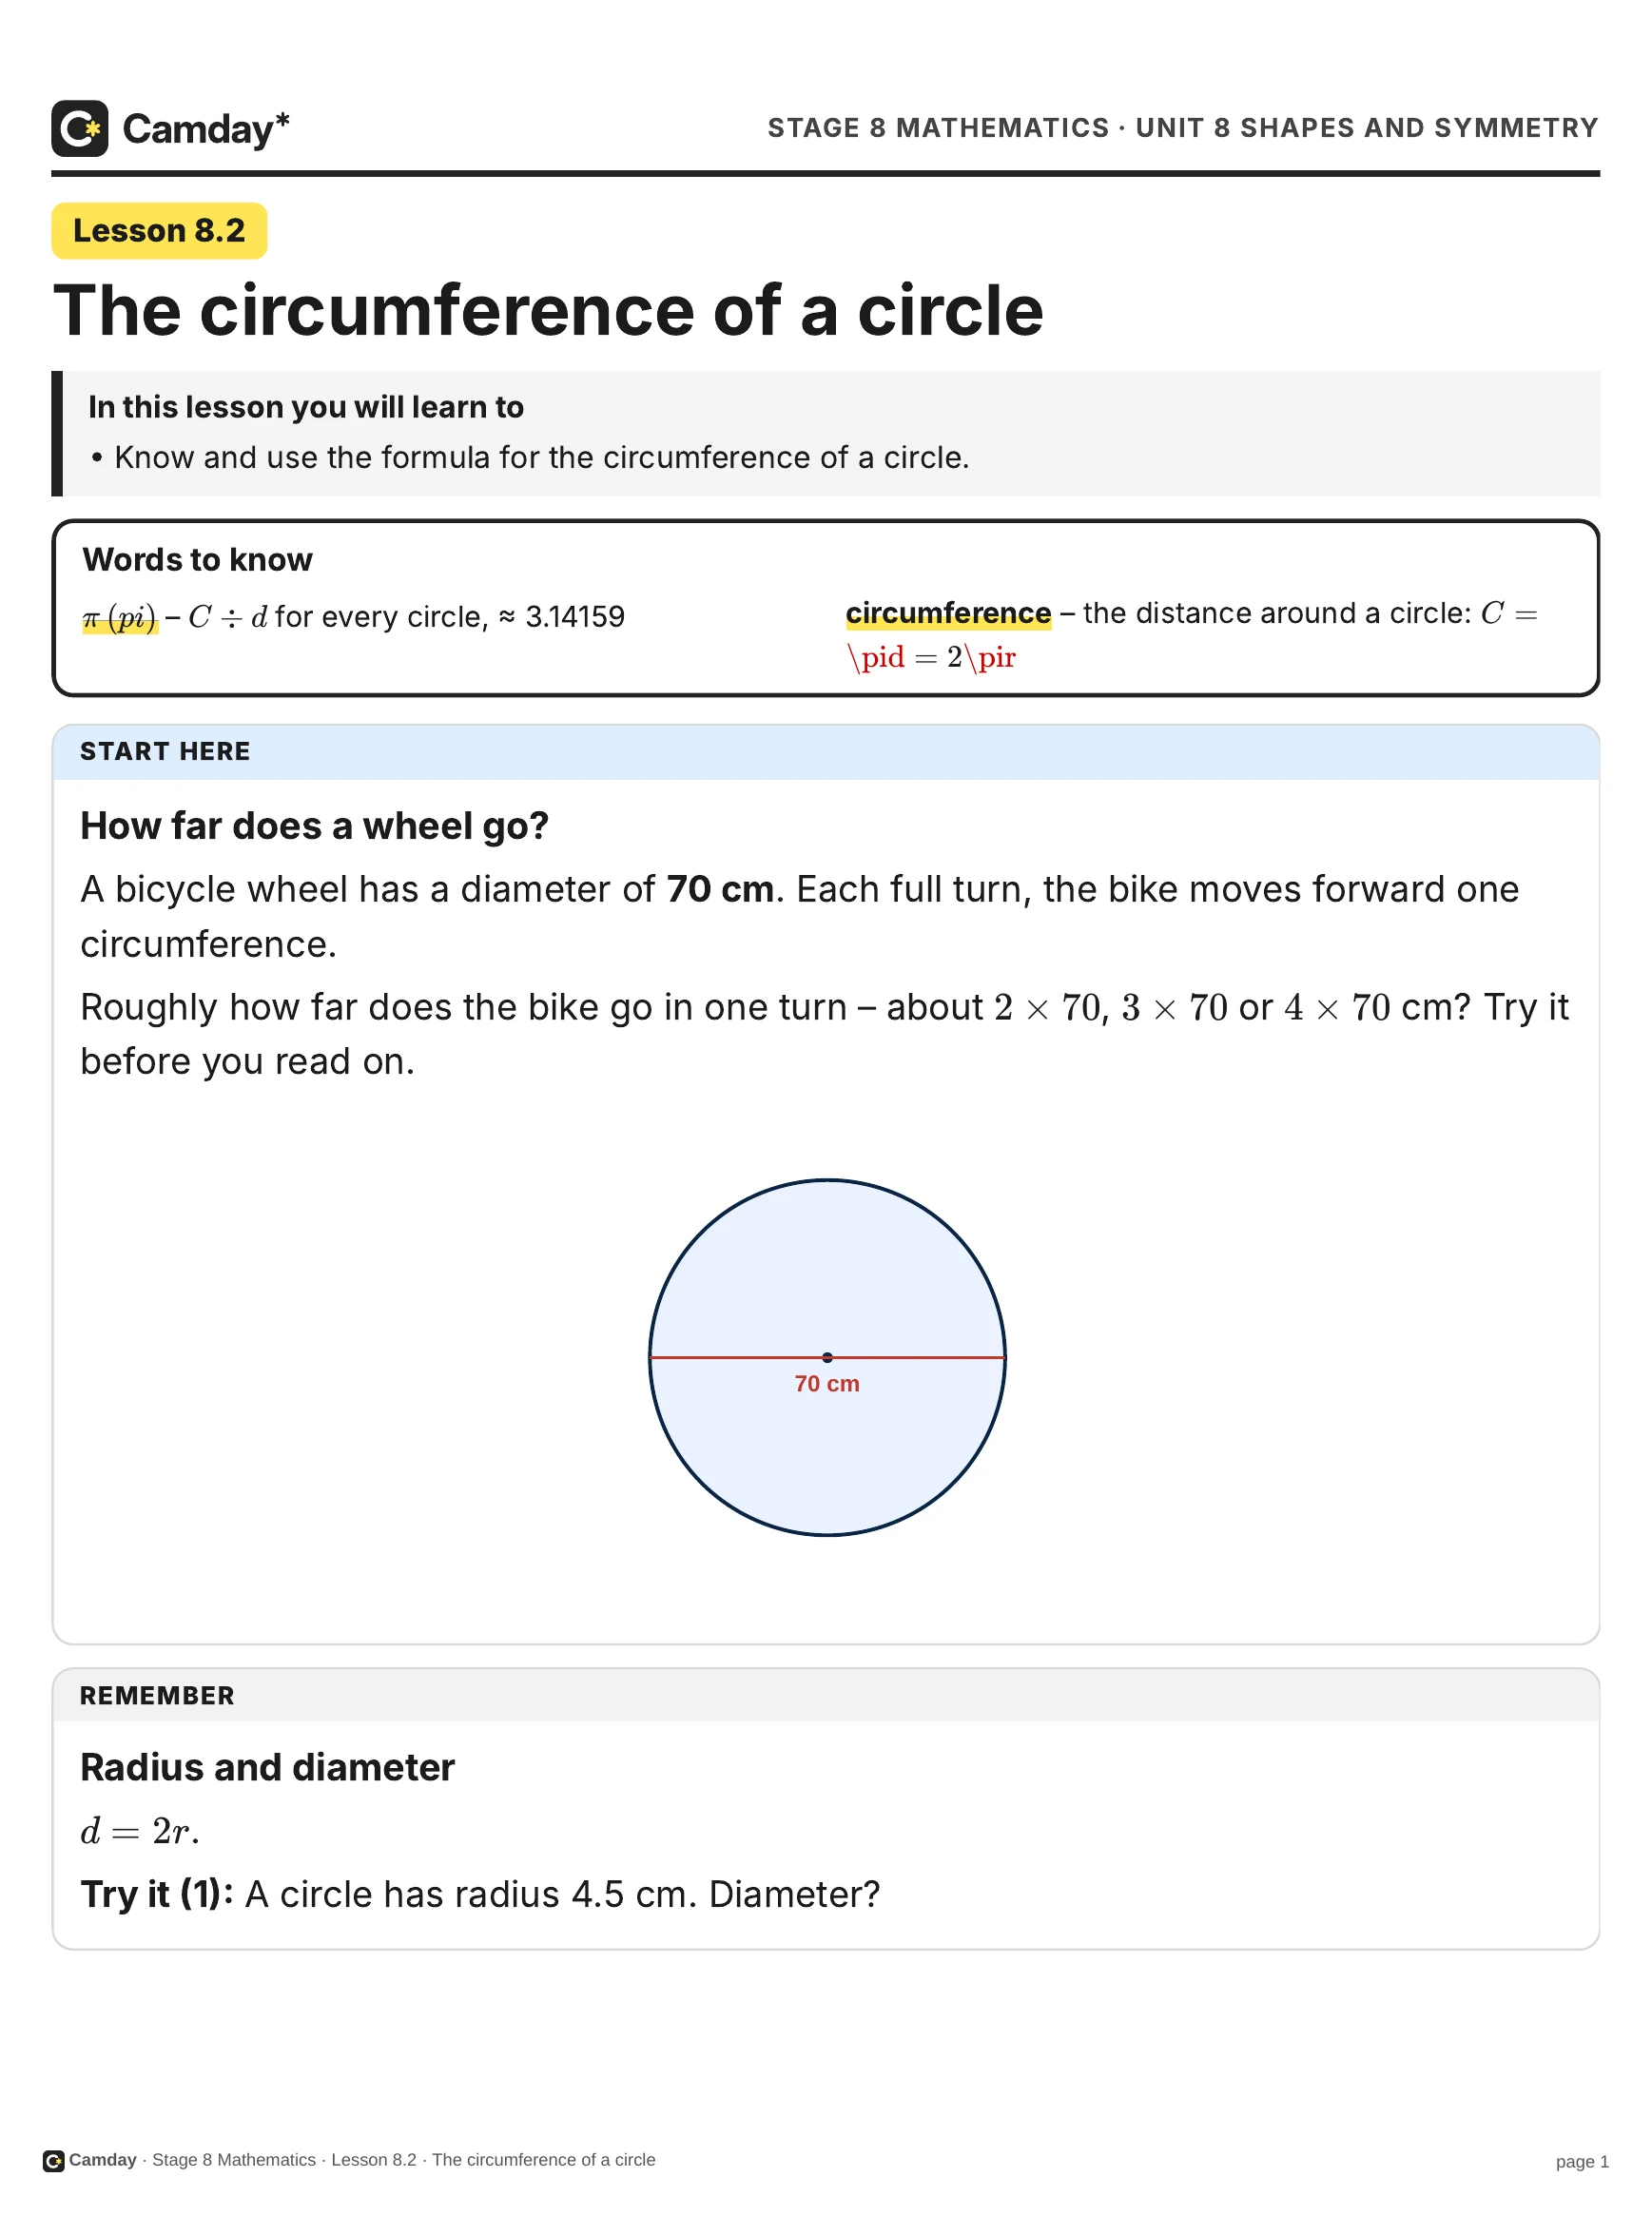 Camday*
STAGE 8 MATHEMATICS · UNIT 8 SHAPES AND SYMMETRY
Lesson 8.2
The circumference of a circle
In this lesson you will learn to
• Know and use the formula for the circumference of a circle.
Words to know
π (pi) – C ÷ d for every circle, ≈ 3.14159
circumference – the distance around a circle: C =
\pid = 2\pir
START HERE
How far does a wheel go?
A bicycle wheel has a diameter of 70 cm. Each full turn, the bike moves forward one
circumference.
Roughly how far does the bike go in one turn – about 2 × 70, 3 × 70 or 4 × 70 cm? Try it
before you read on.
70 cm
REMEMBER
Radius and diameter
d = 2r.
Try it (1): A circle has radius 4.5 cm. Diameter?
Camday · Stage 8 Mathematics · Lesson 8.2 · The circumference of a circle
page 1